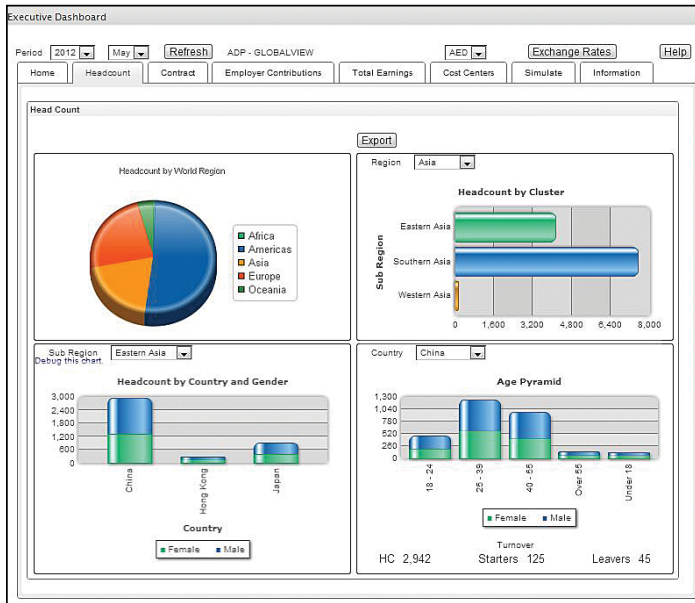 Executive Dashboard
Period 2012 May Refresh ADP - GLOBALVIEW AED Exchange Rates Help
Home Headcount Contract Employer Contributions Total Earnings Cost Centers Simulate Information
Head Count
Export
Headcount by World Region
Africa
Americas
Asia
Europe
Oceania
Region Asia
Headcount by Cluster
Sub Region
Eastern Asia
Southern Asia
Western Asia
0 1,600 3,200 4,800 6,400 8,000
Sub Region Eastern Asia
Debug this chart.
Headcount by Country and Gender
3,000
2,400
1,800
1,200
600
0
China Hong Kong Japan
Country
Female Male
Country China
Age Pyramid
1,300
1,040
780
520
260
0
18 - 24 25 - 39 40 - 55 Over 55 Under 18
Female Male
Turnover
HC 2,942 Starters 125 Leavers 45